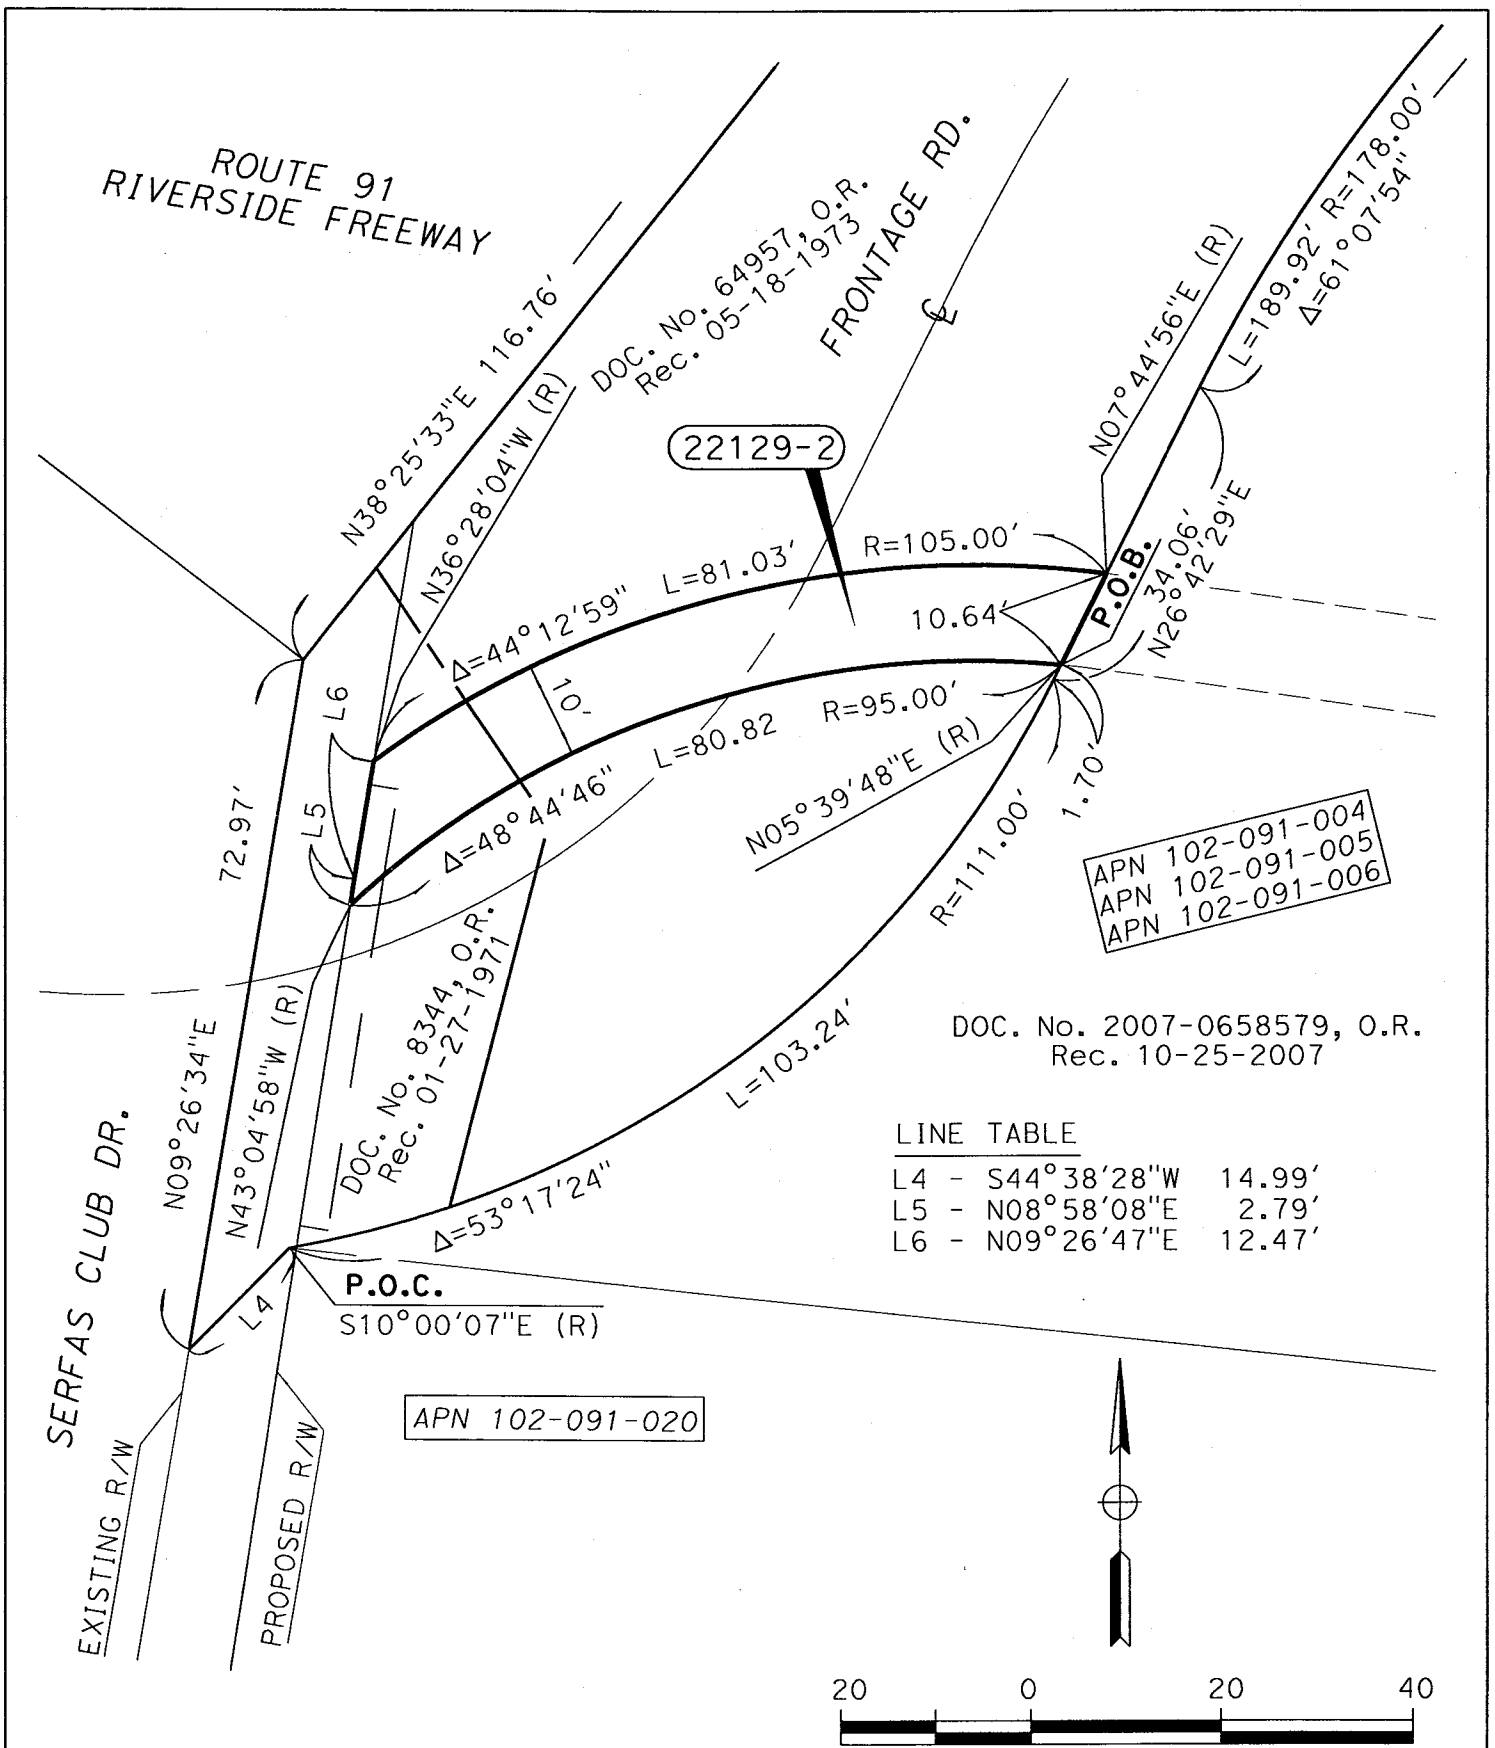 ROUTE 91
RIVERSIDE FREEWAY
N38°25'33"E 116.76'
N36°28'04"W (R)
DOC. No. 64957, O.R.
Rec. 05-18-1973
FRONTAGE RD.
℄
N07°44'56"E (R)
L=189.92' R=178.00'
Δ=61°07'54"
22129-2
Δ=44°12'59" L=81.03' R=105.00'
10.64'
P.O.B.
34.06'
N26°42'29"E
10'
L6
L5
Δ=48°44'46" L=80.82 R=95.00'
N05°39'48"E (R)
1.70'
72.97'
N09°26'34"E
N43°04'58"W (R)
DOC. No. 8344, O.R.
Rec. 01-27-1971
R=111.00'
L=103.24'
Δ=53°17'24"
APN 102-091-004
APN 102-091-005
APN 102-091-006
DOC. No. 2007-0658579, O.R.
Rec. 10-25-2007
LINE TABLE
L4 - S44°38'28"W 14.99'
L5 - N08°58'08"E 2.79'
L6 - N09°26'47"E 12.47'
SERFAS CLUB DR.
L4
P.O.C.
S10°00'07"E (R)
APN 102-091-020
EXISTING R/W
PROPOSED R/W
20 0 20 40